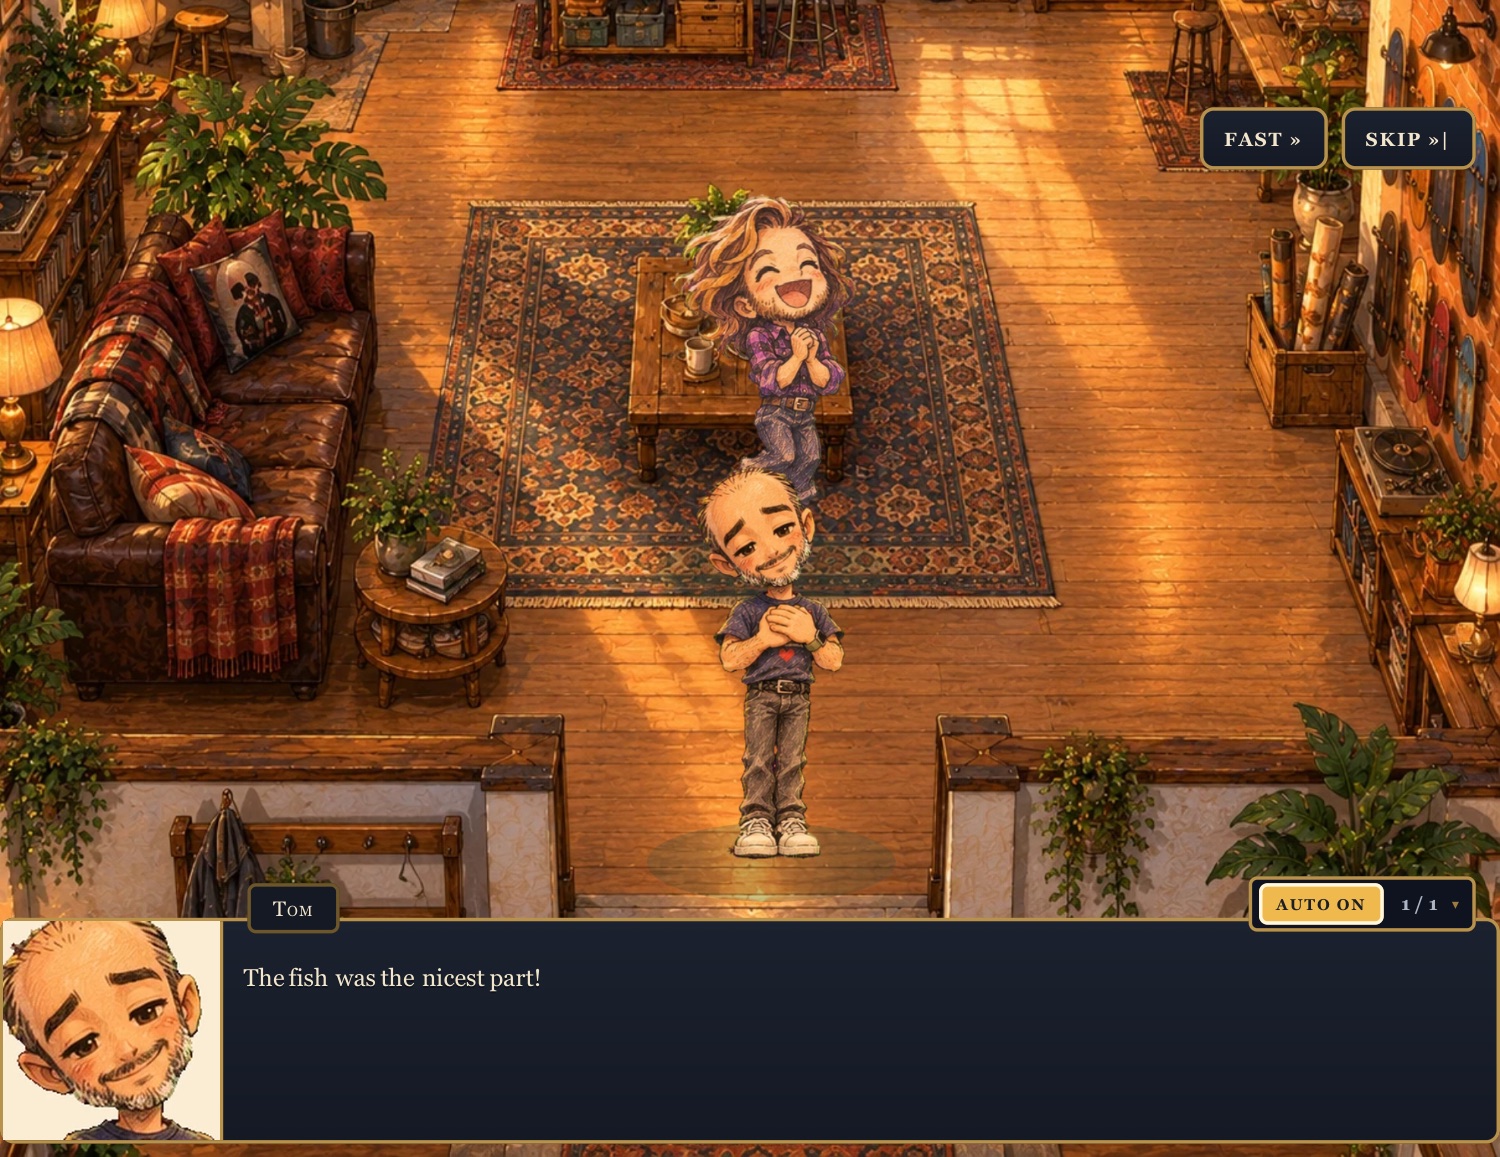 FAST »
SKIP »|
Tom
AUTO ON 1 / 1 ▼
The fish was the nicest part!